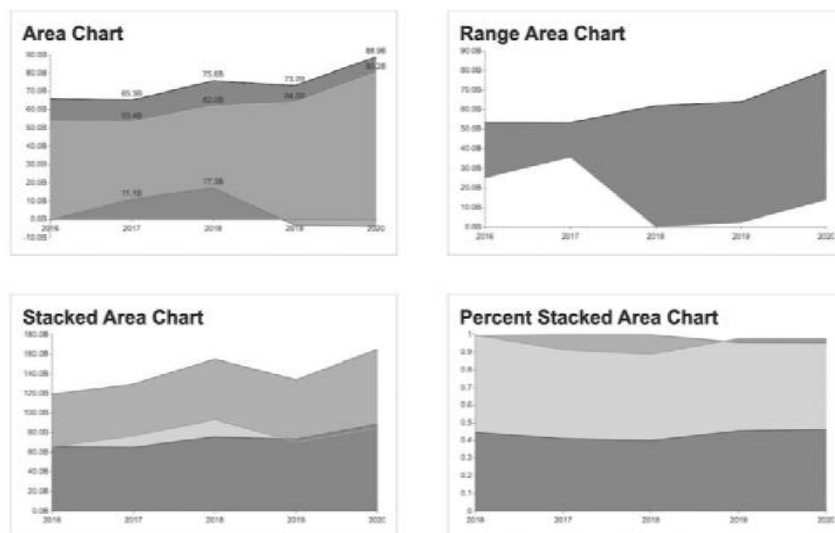 Area Chart
90.0B
80.0B
70.0B
60.0B
50.0B
40.0B
30.0B
20.0B
10.0B
0.0B
-10.0B
65.3B
75.8B
73.2B
88.9B
53.4B
62.0B
64.0B
80.2B
11.1B
17.3B
2016 2017 2018 2019 2020
Range Area Chart
90.0B
80.0B
70.0B
60.0B
50.0B
40.0B
30.0B
20.0B
10.0B
0.0B
2016 2017 2018 2019 2020
Stacked Area Chart
180.0B
160.0B
140.0B
120.0B
100.0B
80.0B
60.0B
40.0B
20.0B
0.0B
2016 2017 2018 2019 2020
Percent Stacked Area Chart
1
0.9
0.8
0.7
0.6
0.5
0.4
0.3
0.2
0.1
0
2016 2017 2018 2019 2020